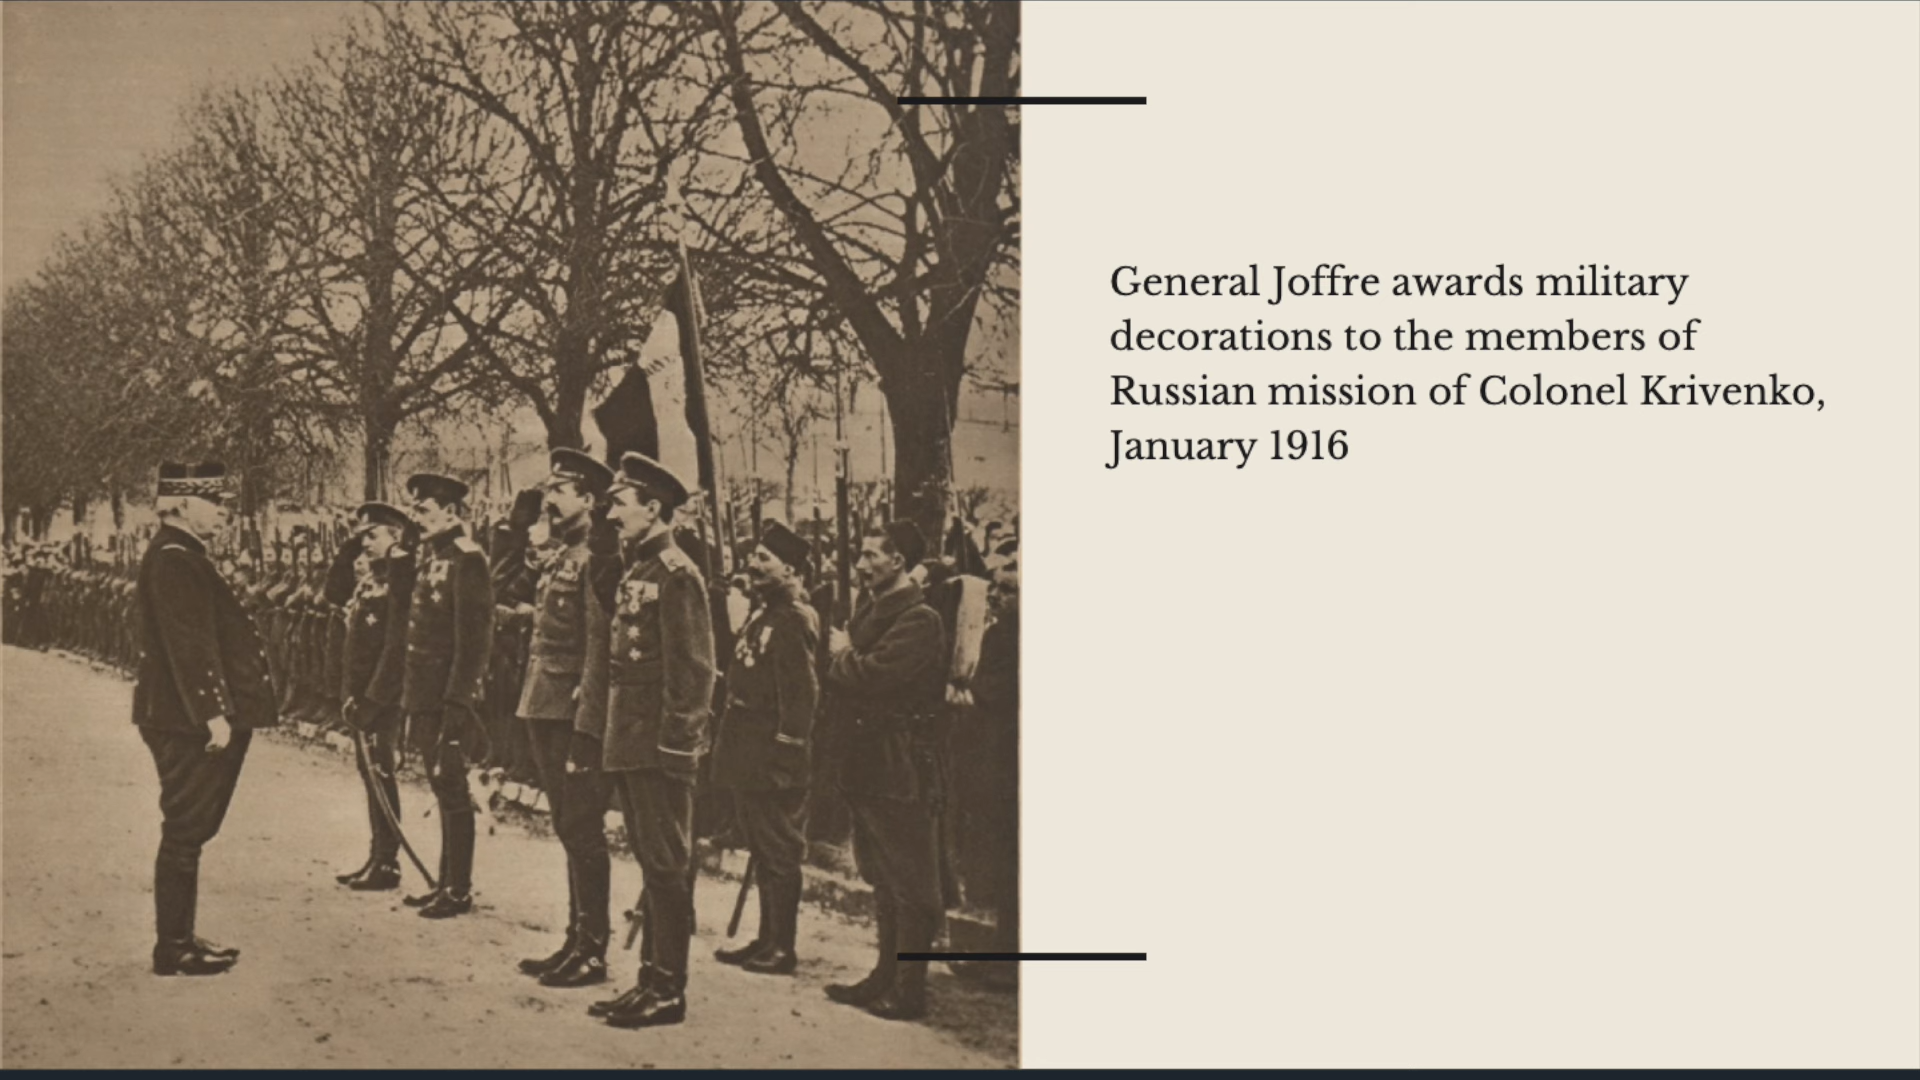 General Joffre awards military
decorations to the members of
Russian mission of Colonel Krivenko,
January 1916